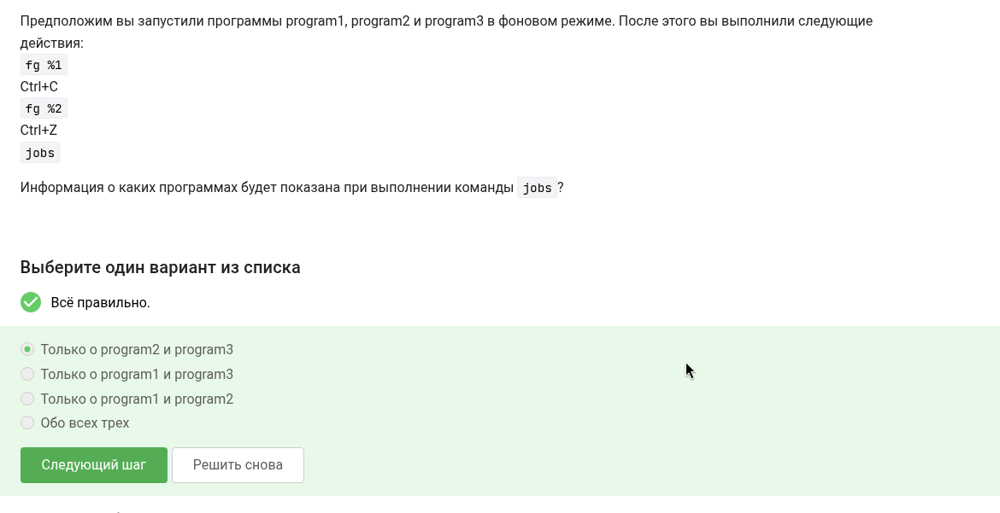 Предположим вы запустили программы program1, program2 и program3 в фоновом режиме. После этого вы выполнили следующие
действия:
fg %1
Ctrl+C
fg %2
Ctrl+Z
jobs
Информация о каких программах будет показана при выполнении команды jobs?
Выберите один вариант из списка
Всё правильно.
Только о program2 и program3
Только о program1 и program3
Только о program1 и program2
Обо всех трех
Следующий шаг
Решить снова